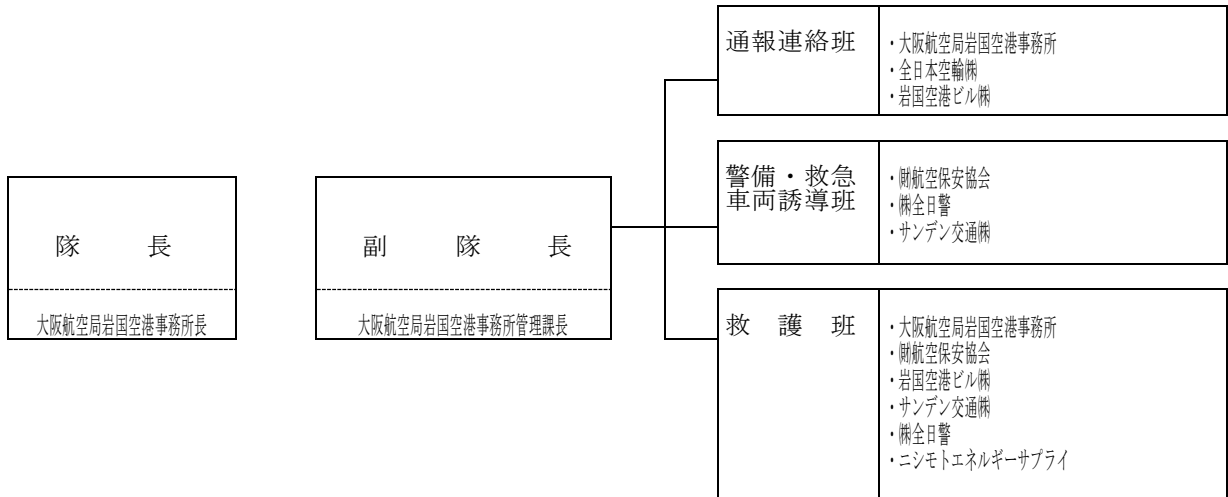 通報連絡班
・大阪航空局岩国空港事務所
・全日本空輸㈱
・岩国空港ビル㈱
警備・救急
車両誘導班
・㈶航空保安協会
・㈱全日警
・サンデン交通㈱
隊　　長
大阪航空局岩国空港事務所長
副　　隊　　長
大阪航空局岩国空港事務所管理課長
救　護　班
・大阪航空局岩国空港事務所
・㈶航空保安協会
・岩国空港ビル㈱
・サンデン交通㈱
・㈱全日警
・ニシモトエネルギーサプライ